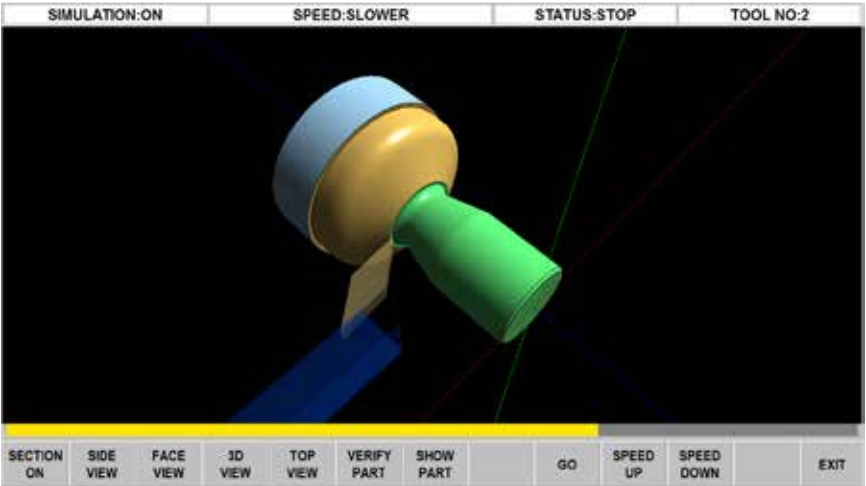 SIMULATION:ON SPEED:SLOWER STATUS:STOP TOOL NO:2
SECTION ON SIDE VIEW FACE VIEW 3D VIEW TOP VIEW VERIFY PART SHOW PART GO SPEED UP SPEED DOWN EXIT